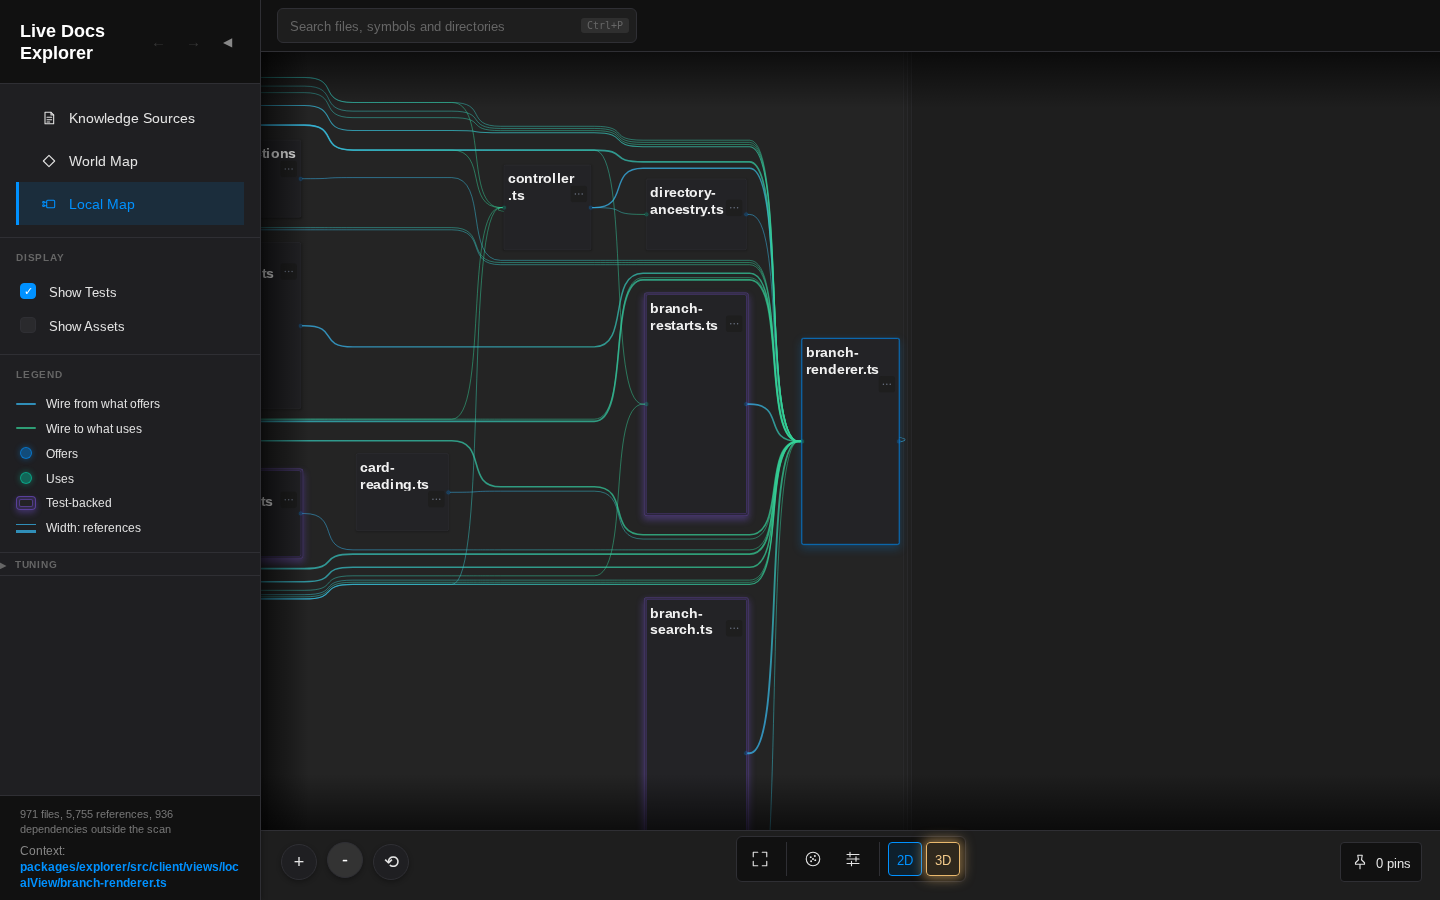 Live Docs
Explorer
← → ◀
Search files, symbols and directories
Ctrl+P
Knowledge Sources
World Map
Local Map
DISPLAY
✓ Show Tests
Show Assets
LEGEND
Wire from what offers
Wire to what uses
Offers
Uses
Test-backed
Width: references
▶ TUNING
971 files, 5,755 references, 936
dependencies outside the scan
Context:
packages/explorer/src/client/views/loc
alView/branch-renderer.ts
tions
...
ts
...
ts
...
card-
reading.ts
...
controller
.ts
...
directory-
ancestry.ts
...
branch-
restarts.ts
...
branch-
renderer.ts
...
branch-
search.ts
...
+
-
⟲
2D
3D
0 pins